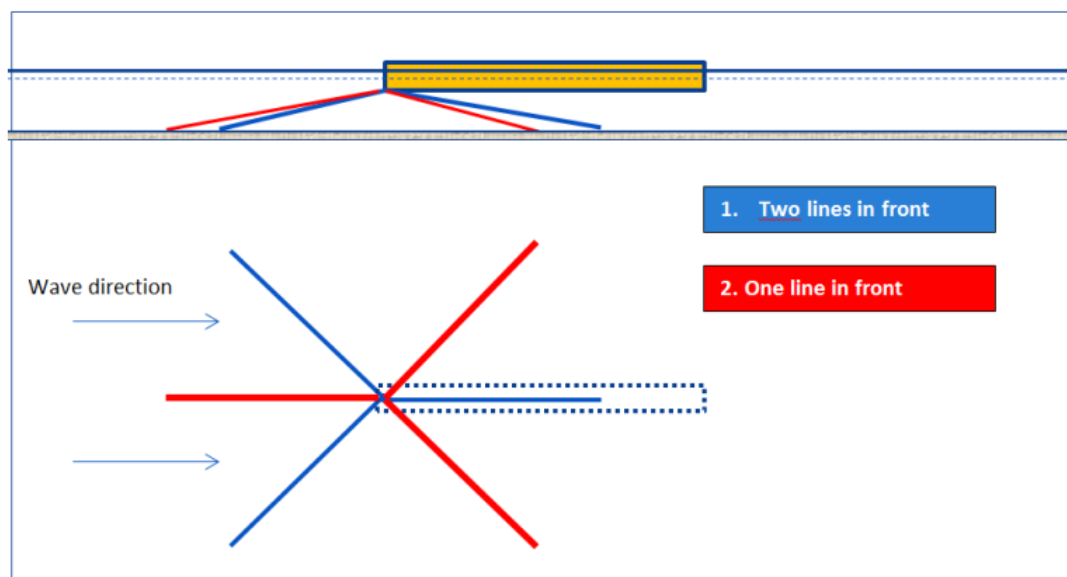 1. Two lines in front
Wave direction
2. One line in front